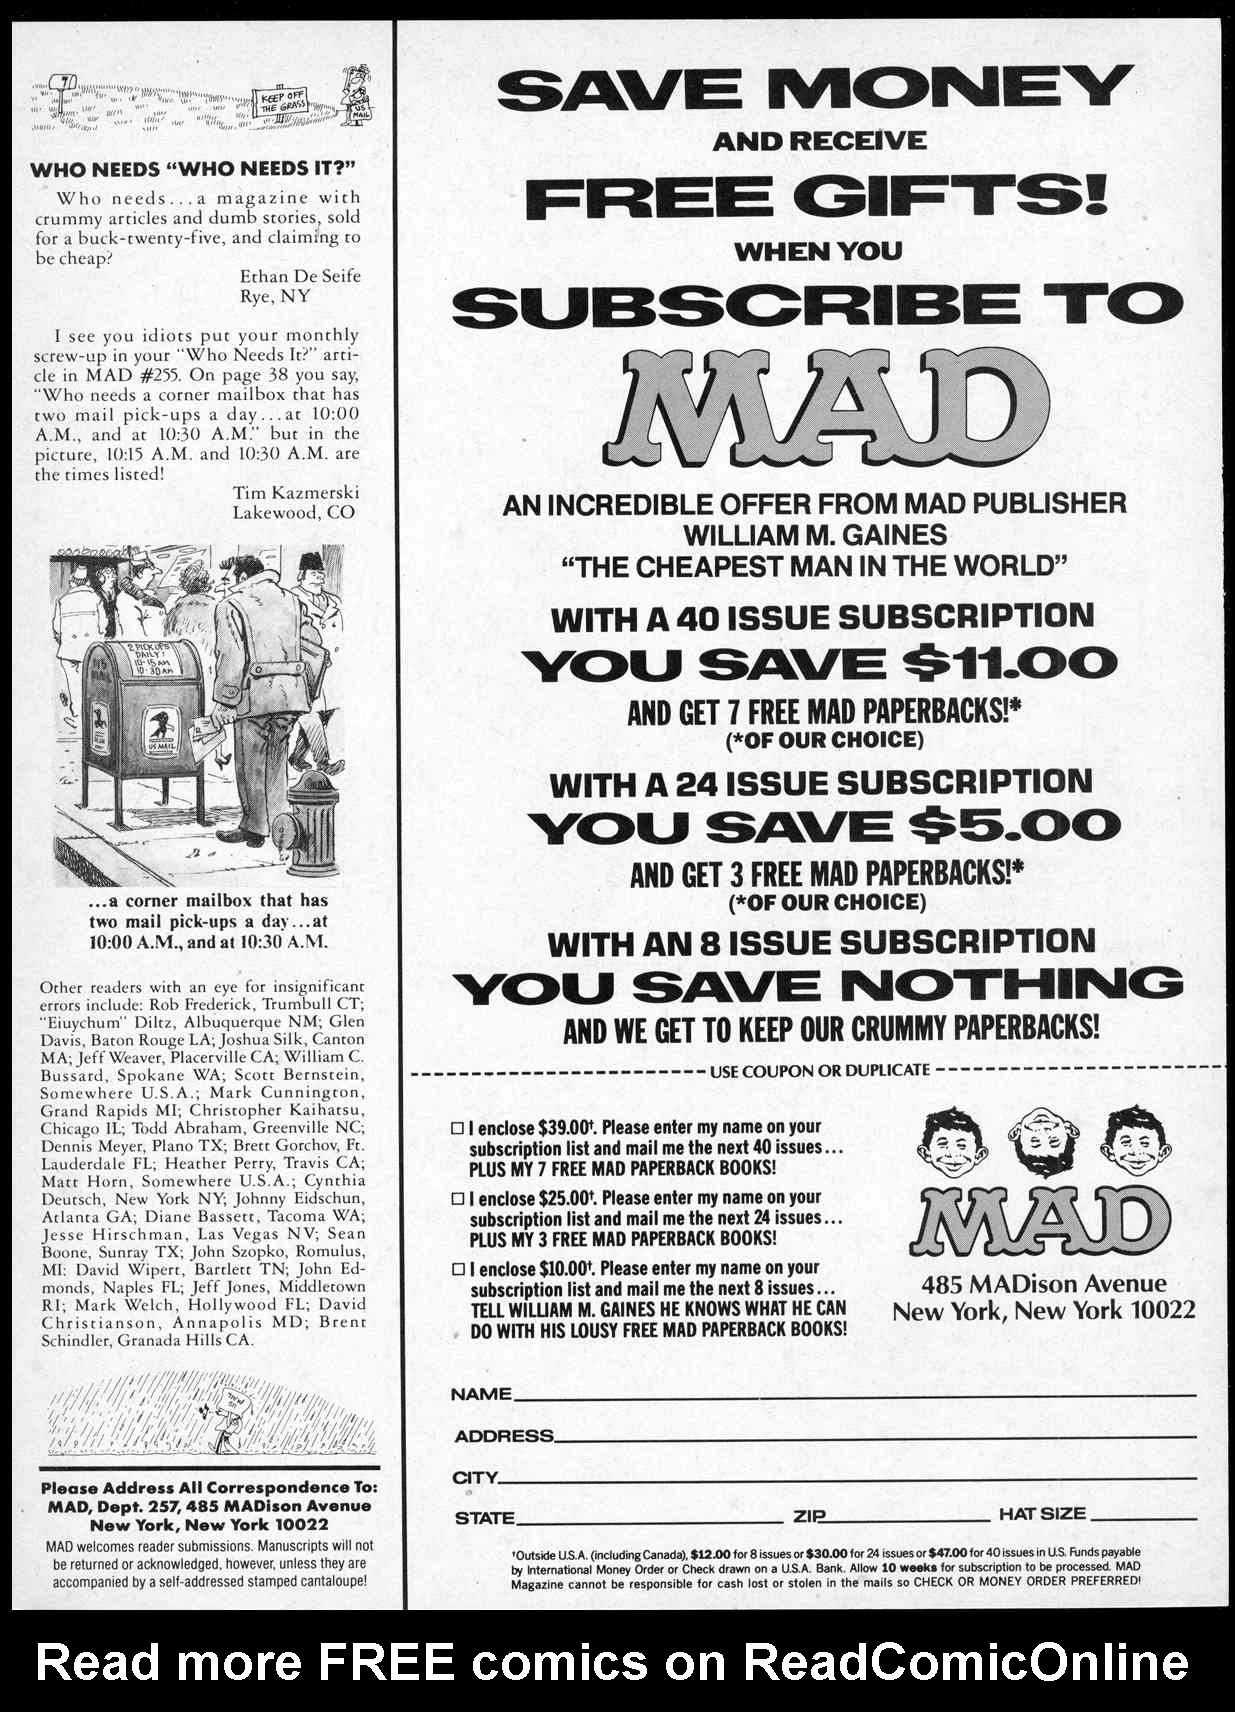 7
KEEP OFF
THE GRASS
US
MAIL
WHO NEEDS “WHO NEEDS IT?”
Who needs...a magazine with
crummy articles and dumb stories, sold
for a buck-twenty-five, and claiming to
be cheap?
Ethan De Seife
Rye, NY
I see you idiots put your monthly
screw-up in your “Who Needs It?” arti-
cle in MAD #255. On page 38 you say,
“Who needs a corner mailbox that has
two mail pick-ups a day...at 10:00
A.M., and at 10:30 A.M.” but in the
picture, 10:15 A.M. and 10:30 A.M. are
the times listed!
Tim Kazmerski
Lakewood, CO
2 PICKUPS
DAILY:
10-15 AM
10-30 AM
US
MAIL
US MAIL
...a corner mailbox that has
two mail pick-ups a day...at
10:00 A.M., and at 10:30 A.M.
Other readers with an eye for insignificant
errors include: Rob Frederick, Trumbull CT;
"Eiuychum" Diltz, Albuquerque NM; Glen
Davis, Baton Rouge LA; Joshua Silk, Canton
MA; Jeff Weaver, Placerville CA; William C.
Bussard, Spokane WA; Scott Bernstein,
Somewhere U.S.A.; Mark Cunnington,
Grand Rapids MI; Christopher Kaihatsu,
Chicago IL; Todd Abraham, Greenville NC;
Dennis Meyer, Plano TX; Brett Gorchov, Ft.
Lauderdale FL; Heather Perry, Travis CA;
Matt Horn, Somewhere U.S.A.; Cynthia
Deutsch, New York NY; Johnny Eidschun,
Atlanta GA; Diane Bassett, Tacoma WA;
Jesse Hirschman, Las Vegas NV; Sean
Boone, Sunray TX; John Szopko, Romulus,
MI: David Wipert, Bartlett TN; John Ed-
monds, Naples FL; Jeff Jones, Middletown
RI; Mark Welch, Hollywood FL; David
Christianson, Annapolis MD; Brent
Schindler, Granada Hills CA.
Please Address All Correspondence To:
MAD, Dept. 257, 485 MADison Avenue
New York, New York 10022
MAD welcomes reader submissions. Manuscripts will not
be returned or acknowledged, however, unless they are
accompanied by a self-addressed stamped cantaloupe!
SAVE MONEY
AND RECEIVE
FREE GIFTS!
WHEN YOU
SUBSCRIBE TO
MAD
AN INCREDIBLE OFFER FROM MAD PUBLISHER
WILLIAM M. GAINES
“THE CHEAPEST MAN IN THE WORLD”
WITH A 40 ISSUE SUBSCRIPTION
YOU SAVE $11.00
AND GET 7 FREE MAD PAPERBACKS!*
(*OF OUR CHOICE)
WITH A 24 ISSUE SUBSCRIPTION
YOU SAVE $5.00
AND GET 3 FREE MAD PAPERBACKS!*
(*OF OUR CHOICE)
WITH AN 8 ISSUE SUBSCRIPTION
YOU SAVE NOTHING
AND WE GET TO KEEP OUR CRUMMY PAPERBACKS!
USE COUPON OR DUPLICATE
☐ I enclose $39.00†. Please enter my name on your
subscription list and mail me the next 40 issues...
PLUS MY 7 FREE MAD PAPERBACK BOOKS!
☐ I enclose $25.00†. Please enter my name on your
subscription list and mail me the next 24 issues...
PLUS MY 3 FREE MAD PAPERBACK BOOKS!
☐ I enclose $10.00†. Please enter my name on your
subscription list and mail me the next 8 issues...
TELL WILLIAM M. GAINES HE KNOWS WHAT HE CAN
DO WITH HIS LOUSY FREE MAD PAPERBACK BOOKS!
MAD
485 MADison Avenue
New York, New York 10022
NAME
ADDRESS
CITY
STATE ZIP HAT SIZE
†Outside U.S.A. (including Canada), $12.00 for 8 issues or $30.00 for 24 issues or $47.00 for 40 issues in U.S. Funds payable
by International Money Order or Check drawn on a U.S.A. Bank. Allow 10 weeks for subscription to be processed. MAD
Magazine cannot be responsible for cash lost or stolen in the mails so CHECK OR MONEY ORDER PREFERRED!
Read more FREE comics on ReadComicOnline